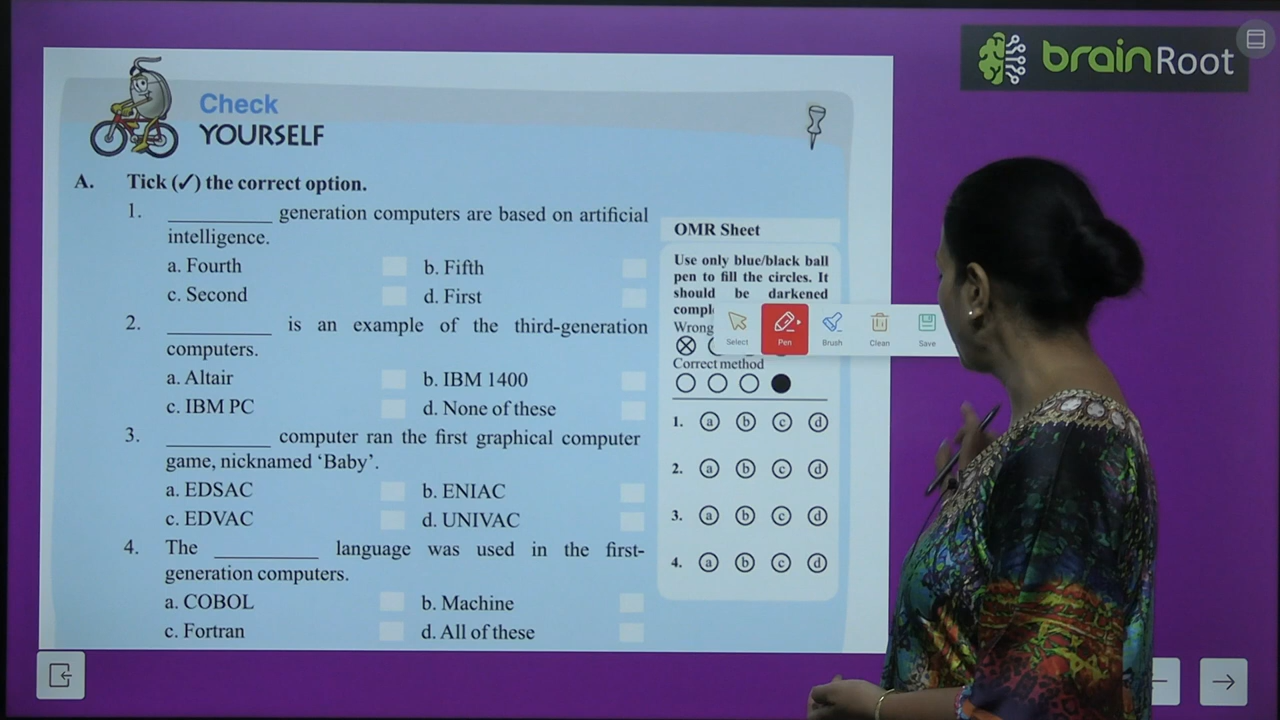 brainRoot
Check
YOURSELF
A. Tick (✓) the correct option.
1. __________ generation computers are based on artificial
intelligence.
a. Fourth b. Fifth
c. Second d. First
2. __________ is an example of the third-generation
computers.
a. Altair b. IBM 1400
c. IBM PC d. None of these
3. __________ computer ran the first graphical computer
game, nicknamed ‘Baby’.
a. EDSAC b. ENIAC
c. EDVAC d. UNIVAC
4. The __________ language was used in the first-
generation computers.
a. COBOL b. Machine
c. Fortran d. All of these
OMR Sheet
Use only blue/black ball
pen to fill the circles. It
should be darkened
Wrong
Select Pen Brush Clean Save
Correct method
1. a b c d
2. a b c d
3. a b c d
4. a b c d